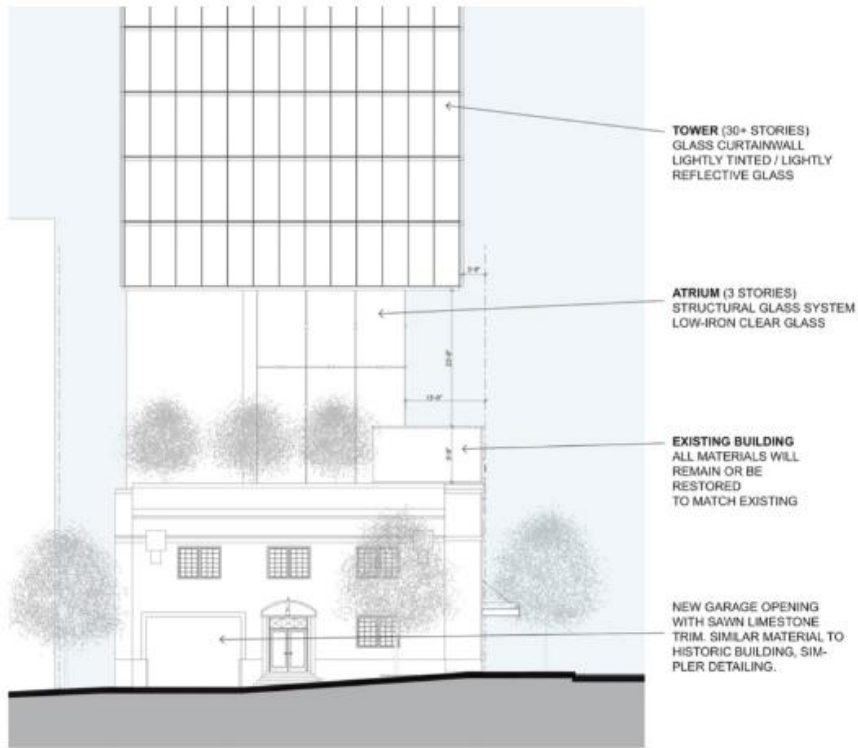 TOWER (30+ STORIES)
GLASS CURTAINWALL
LIGHTLY TINTED / LIGHTLY
REFLECTIVE GLASS
ATRIUM (3 STORIES)
STRUCTURAL GLASS SYSTEM
LOW-IRON CLEAR GLASS
EXISTING BUILDING
ALL MATERIALS WILL
REMAIN OR BE
RESTORED
TO MATCH EXISTING
NEW GARAGE OPENING
WITH SAWN LIMESTONE
TRIM. SIMILAR MATERIAL TO
HISTORIC BUILDING, SIM-
PLER DETAILING.